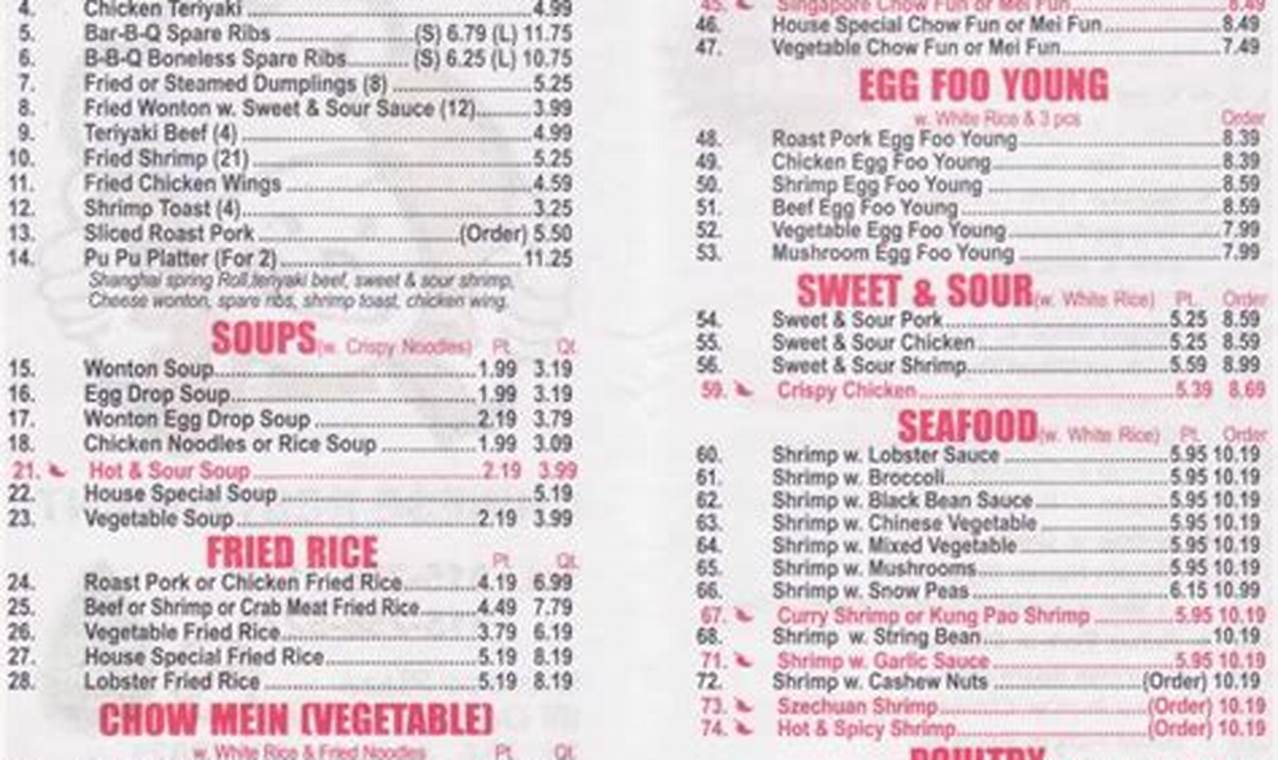 4. Chicken Teriyaki 4.99
5. Bar-B-Q Spare Ribs (S) 6.79 (L) 11.75
6. B-B-Q Boneless Spare Ribs (S) 6.25 (L) 10.75
7. Fried or Steamed Dumplings (8) 5.25
8. Fried Wonton w. Sweet & Sour Sauce (12) 3.99
9. Teriyaki Beef (4) 4.99
10. Fried Shrimp (21) 5.25
11. Fried Chicken Wings 4.59
12. Shrimp Toast (4) 3.25
13. Sliced Roast Pork (Order) 5.50
14. Pu Pu Platter (For 2) 11.25
Shanghai spring Roll,teriyaki beef, sweet & sour shrimp,
Cheese wonton, spare ribs, shrimp toast, chicken wing.
SOUPS (w. Crispy Noodles) Pt. Qt.
15. Wonton Soup 1.99 3.19
16. Egg Drop Soup 1.99 3.19
17. Wonton Egg Drop Soup 2.19 3.79
18. Chicken Noodles or Rice Soup 1.99 3.09
21. Hot & Sour Soup 2.19 3.99
22. House Special Soup 5.19
23. Vegetable Soup 2.19 3.99
FRIED RICE Pt. Qt.
24. Roast Pork or Chicken Fried Rice 4.19 6.99
25. Beef or Shrimp or Crab Meat Fried Rice 4.49 7.79
26. Vegetable Fried Rice 3.79 6.19
27. House Special Fried Rice 5.19 8.19
28. Lobster Fried Rice 5.19 8.19
CHOW MEIN (VEGETABLE)
w. White Rice & Fried Noodles Pt. Qt.
45. Singapore Chow Fun or Mei Fun 8.49
46. House Special Chow Fun or Mei Fun 8.49
47. Vegetable Chow Fun or Mei Fun 7.49
EGG FOO YOUNG
w. White Rice & 3 pcs Order
48. Roast Pork Egg Foo Young 8.39
49. Chicken Egg Foo Young 8.39
50. Shrimp Egg Foo Young 8.59
51. Beef Egg Foo Young 8.59
52. Vegetable Egg Foo Young 7.99
53. Mushroom Egg Foo Young 7.99
SWEET & SOUR (w. White Rice) Pt. Order
54. Sweet & Sour Pork 5.25 8.59
55. Sweet & Sour Chicken 5.25 8.59
56. Sweet & Sour Shrimp 5.59 8.99
59. Crispy Chicken 5.39 8.69
SEAFOOD (w. White Rice) Pt. Order
60. Shrimp w. Lobster Sauce 5.95 10.19
61. Shrimp w. Broccoli 5.95 10.19
62. Shrimp w. Black Bean Sauce 5.95 10.19
63. Shrimp w. Chinese Vegetable 5.95 10.19
64. Shrimp w. Mixed Vegetable 5.95 10.19
65. Shrimp w. Mushrooms 5.95 10.19
66. Shrimp w. Snow Peas 6.15 10.99
67. Curry Shrimp or Kung Pao Shrimp 5.95 10.19
68. Shrimp w. String Bean 10.19
71. Shrimp w. Garlic Sauce 5.95 10.19
72. Shrimp w. Cashew Nuts (Order) 10.19
73. Szechuan Shrimp (Order) 10.19
74. Hot & Spicy Shrimp (Order) 10.19
POULTRY